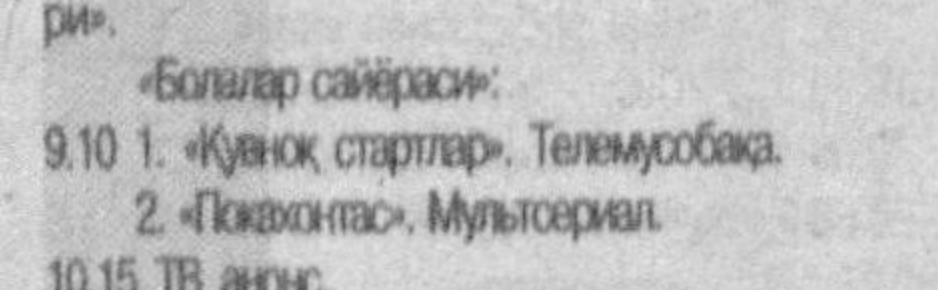 ри».
«Болалар сайёраси»:
9.10 1. «Қувноқ стартлар». Телемусобақа.
2. «Покахонтас». Мультсериал.
10.15 ТВ анонс.